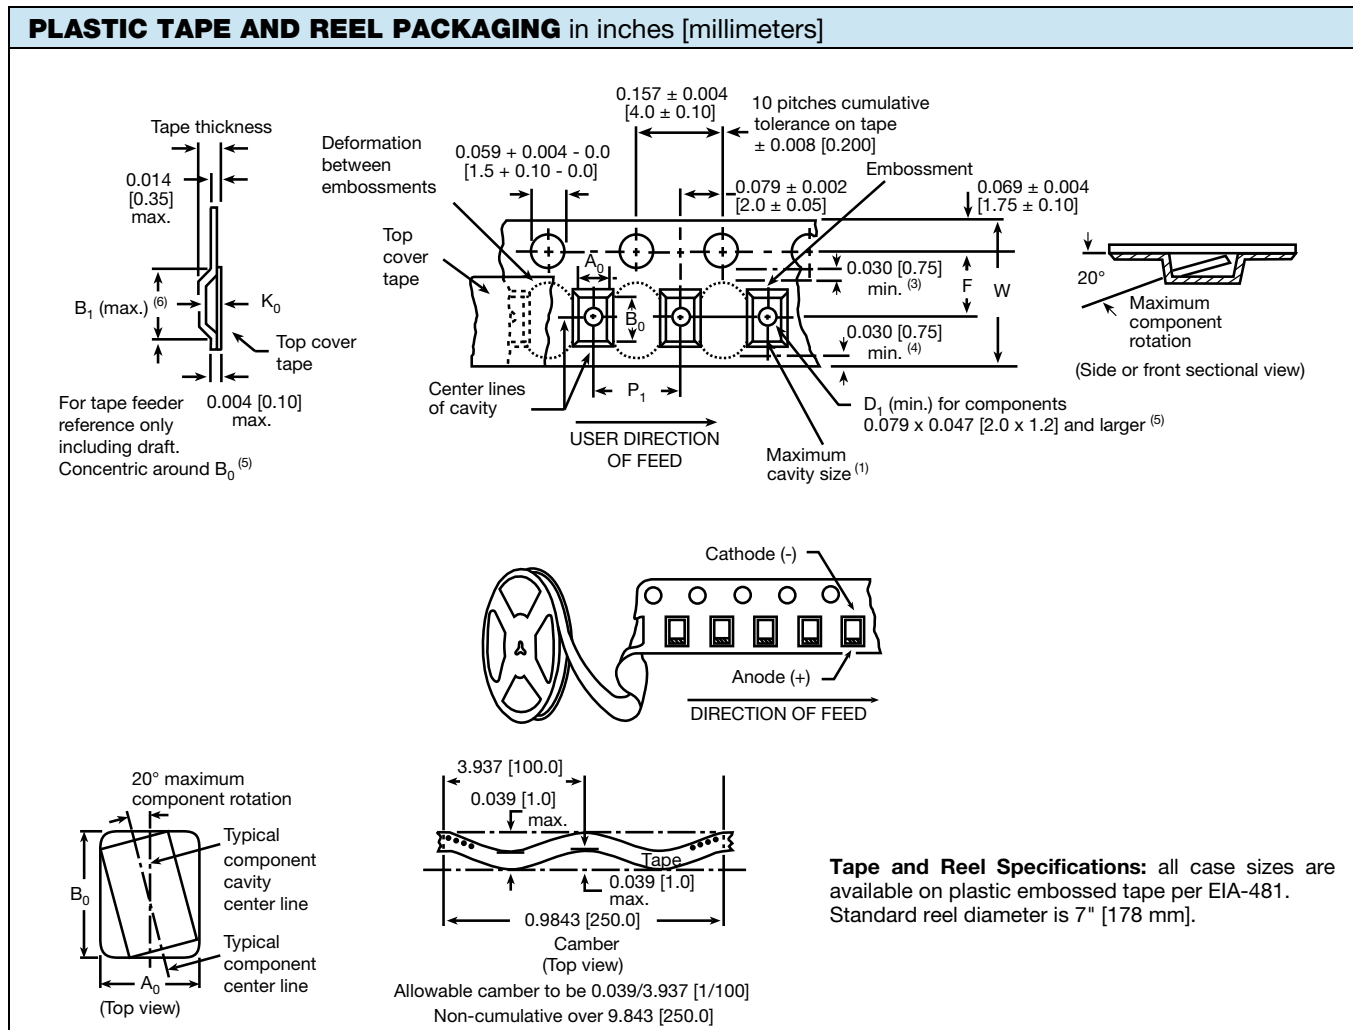 PLASTIC TAPE AND REEL PACKAGING in inches [millimeters]
Tape thickness
0.014
[0.35]
max.
B1 (max.) (6)
K0
Top cover
tape
0.004 [0.10]
max.
For tape feeder
reference only
including draft.
Concentric around B0 (5)
Deformation
between
embossments
Top
cover
tape
0.059 + 0.004 - 0.0
[1.5 + 0.10 - 0.0]
0.157 ± 0.004
[4.0 ± 0.10]
10 pitches cumulative
tolerance on tape
± 0.008 [0.200]
Embossment
0.079 ± 0.002
[2.0 ± 0.05]
0.069 ± 0.004
[1.75 ± 0.10]
A0
B0
0.030 [0.75]
min. (3)
F
W
0.030 [0.75]
min. (4)
Center lines
of cavity
P1
USER DIRECTION
OF FEED
D1 (min.) for components
0.079 x 0.047 [2.0 x 1.2] and larger (5)
Maximum
cavity size (1)
20°
Maximum
component
rotation
(Side or front sectional view)
Cathode (-)
Anode (+)
DIRECTION OF FEED
20° maximum
component rotation
Typical
component
cavity
center line
B0
Typical
component
center line
A0
(Top view)
3.937 [100.0]
0.039 [1.0]
max.
Tape
0.039 [1.0]
max.
0.9843 [250.0]
Camber
(Top view)
Allowable camber to be 0.039/3.937 [1/100]
Non-cumulative over 9.843 [250.0]
Tape and Reel Specifications: all case sizes are
available on plastic embossed tape per EIA-481.
Standard reel diameter is 7" [178 mm].